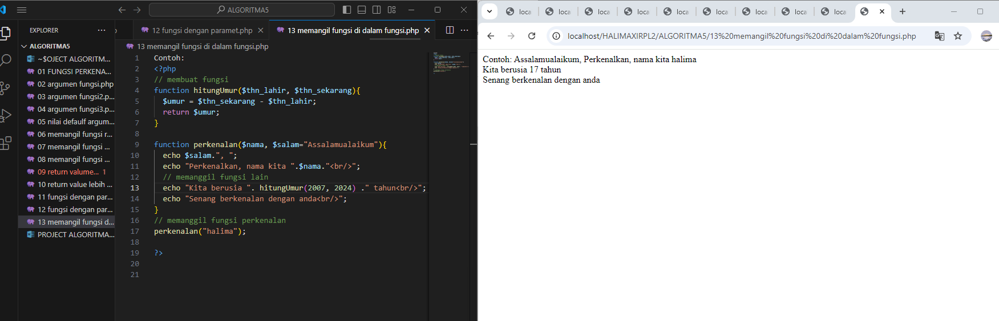 ALGORITMA5
EXPLORER
ALGORITMA5
~$OJECT ALGORITM...
01 FUNGSI PERKENA...
02 argumen fungsi.php
03 argumen fungsi2.p...
04 argumen fungsi3.p...
05 nilai defaulf argum...
06 memangil fungsi r...
07 memangil fungsi ...
08 memangil fungsi ...
09 return valume... 1
10 return value lebih ...
11 fungsi dengan par...
12 fungsi dengan par...
13 memangil fungsi d...
PROJECT ALGORITMA...
12 fungsi dengan paramet.php
13 memangil fungsi di dalam fungsi.php
13 memangil fungsi di dalam fungsi.php
1 Contoh:
2 <?php
3 // membuat fungsi
4 function hitungUmur($thn_lahir, $thn_sekarang){
5 $umur = $thn_sekarang - $thn_lahir;
6 return $umur;
7 }
8
9 function perkenalan($nama, $salam="Assalamualaikum"){
10 echo $salam.", ";
11 echo "Perkenalkan, nama kita ".$nama."<br/>";
12 // memanggil fungsi lain
13 echo "Kita berusia ". hitungUmur(2007, 2024) ." tahun<br/>";
14 echo "Senang berkenalan dengan anda<br/>";
15 }
16 // memanggil fungsi perkenalan
17 perkenalan("halima");
18
19 ?>
20
21
loca loca loca loca loca loca loca loca loca
localhost/HALIMAXIRPL2/ALGORITMA5/13%20memangil%20fungsi%20di%20dalam%20fungsi.php
Contoh: Assalamualaikum, Perkenalkan, nama kita halima
Kita berusia 17 tahun
Senang berkenalan dengan anda